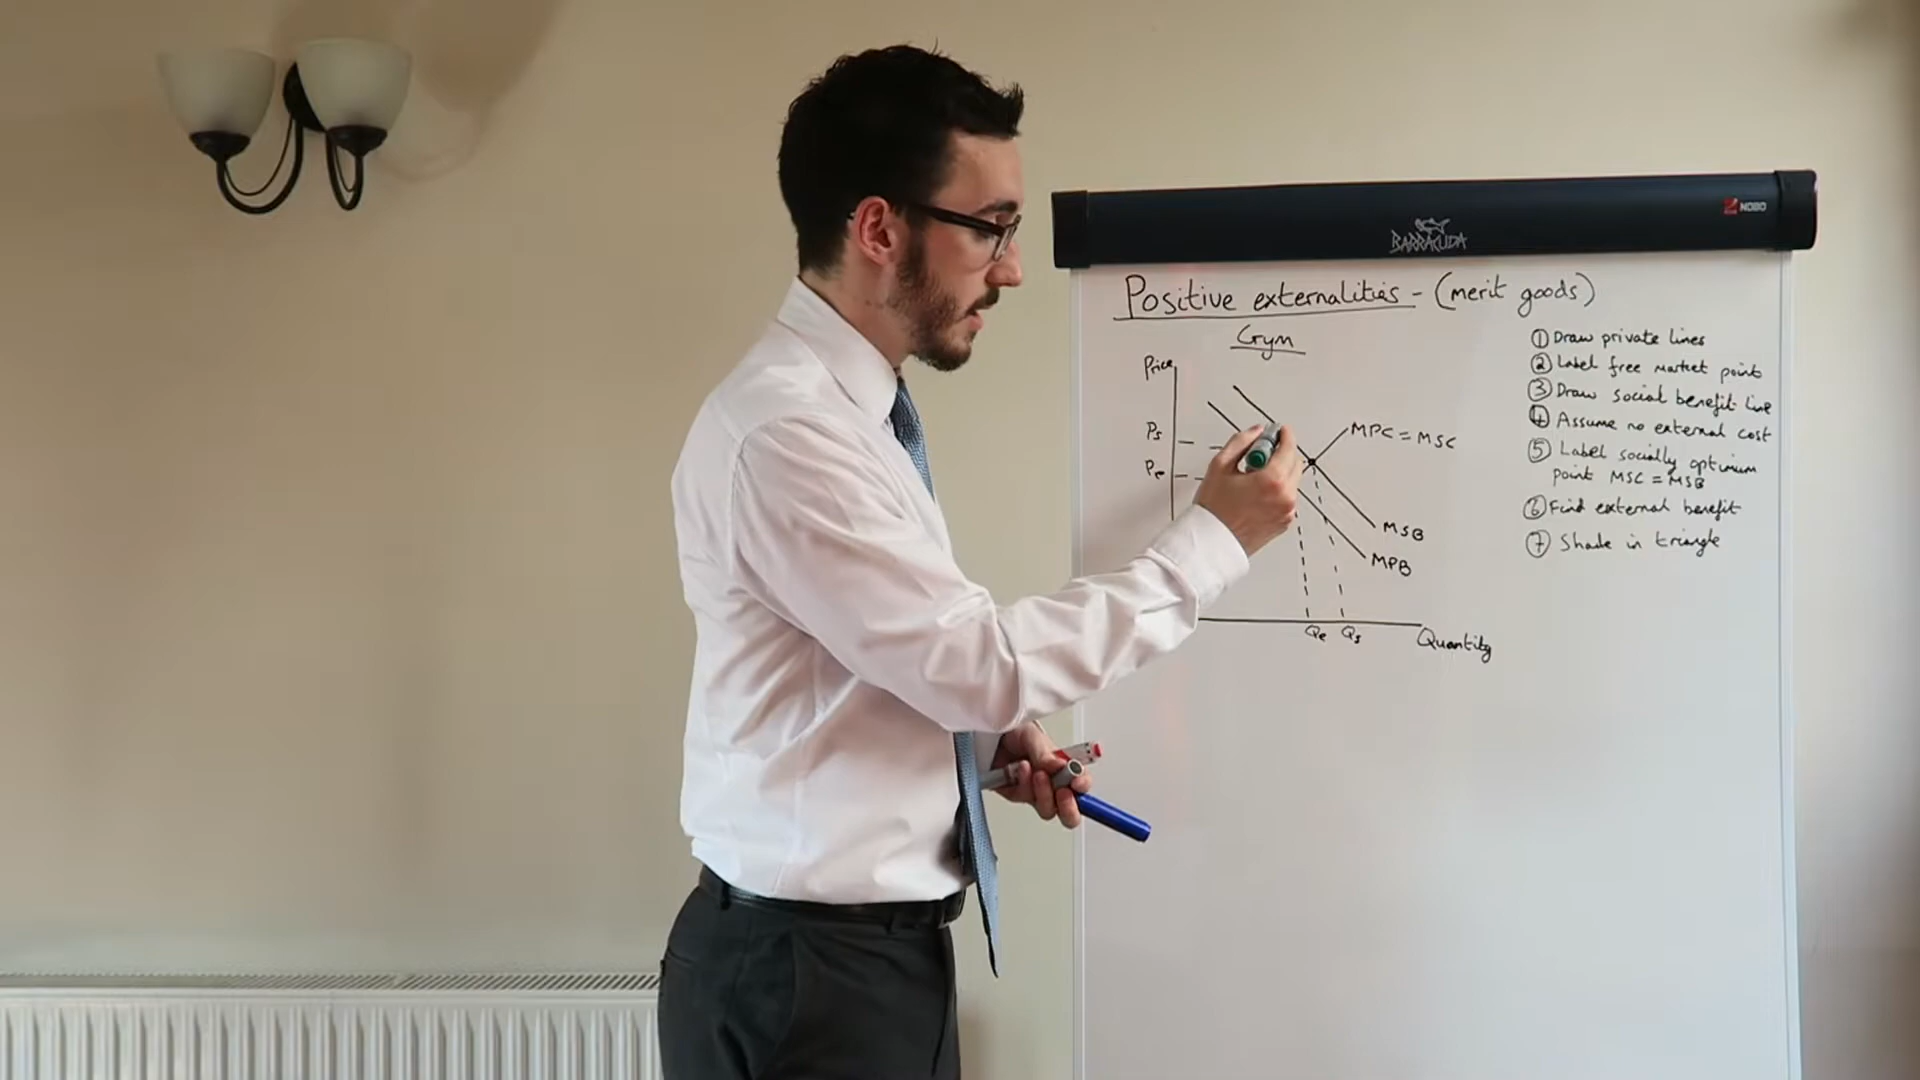 NOBO
BARRACUDA
Positive externalities - (merit goods)
Gym
Price
Ps
Pe
MPC = MSC
MSB
MPB
Qe Qs
Quantity
① Draw private lines
② Label free market point
③ Draw social benefit line
④ Assume no external cost
⑤ Label socially optimum
point MSC = MSB
⑥ Find external benefit
⑦ Shade in triangle